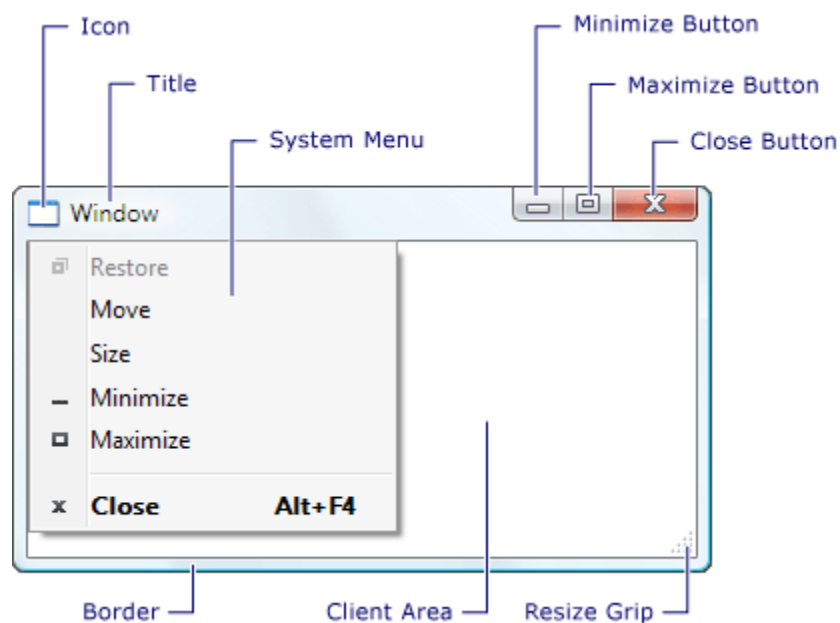 Icon
Minimize Button
Title
Maximize Button
System Menu
Close Button
Window
Restore
Move
Size
Minimize
Maximize
Close Alt+F4
Border
Client Area
Resize Grip